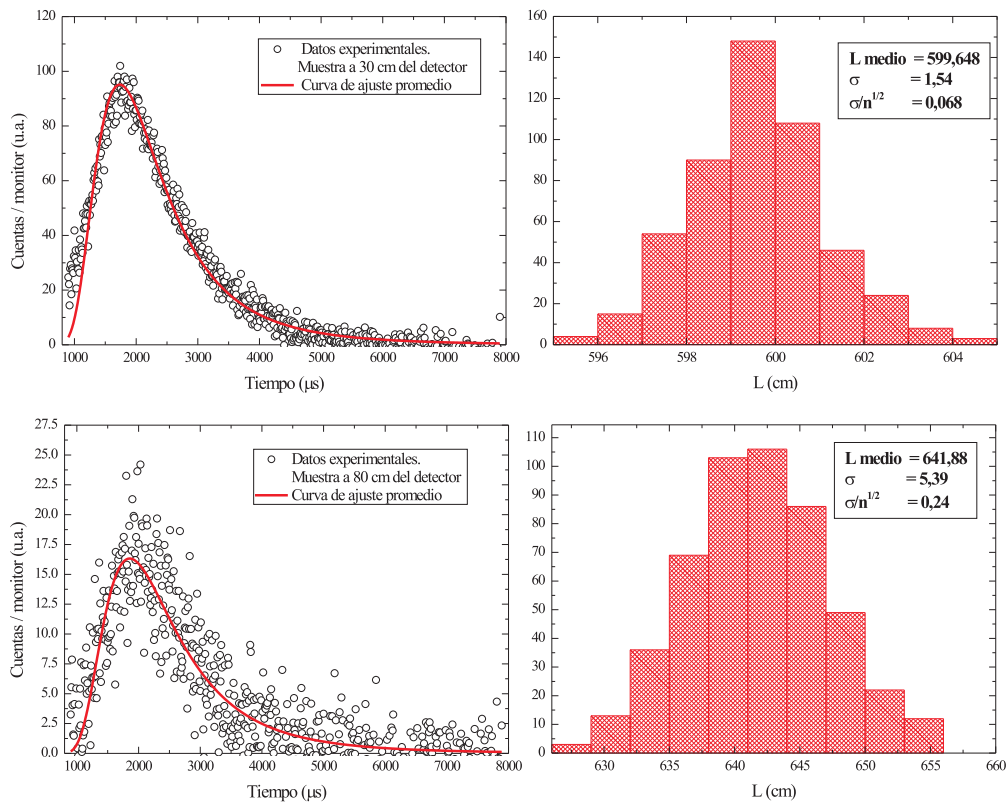 Cuentas / monitor (u.a.)
120
100
80
60
40
20
0
Datos experimentales.
Muestra a 30 cm del detector
Curva de ajuste promedio
1000 2000 3000 4000 5000 6000 7000 8000
Tiempo (μs)
160
140
120
100
80
60
40
20
0
L medio = 599,648
σ = 1,54
σ/n^1/2 = 0,068
596 598 600 602 604
L (cm)
Cuentas / monitor (u.a.)
27.5
25.0
22.5
20.0
17.5
15.0
12.5
10.0
7.5
5.0
2.5
0.0
Datos experimentales.
Muestra a 80 cm del detector
Curva de ajuste promedio
1000 2000 3000 4000 5000 6000 7000 8000
Tiempo (μs)
110
100
90
80
70
60
50
40
30
20
10
0
L medio = 641,88
σ = 5,39
σ/n^1/2 = 0,24
630 635 640 645 650 655 660
L (cm)